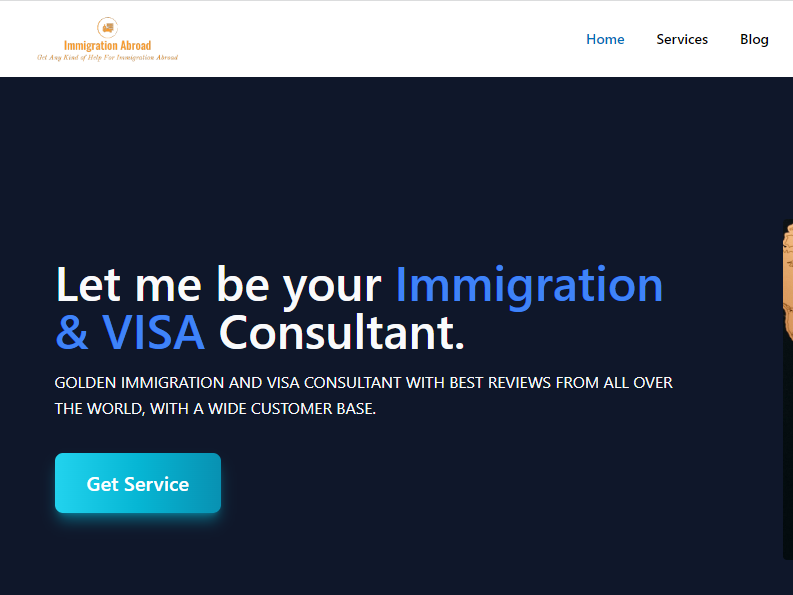 Immigration Abroad
Get Any Kind of Help For Immigration Abroad
Home Services Blog
Let me be your Immigration
& VISA Consultant.
GOLDEN IMMIGRATION AND VISA CONSULTANT WITH BEST REVIEWS FROM ALL OVER
THE WORLD, WITH A WIDE CUSTOMER BASE.
Get Service